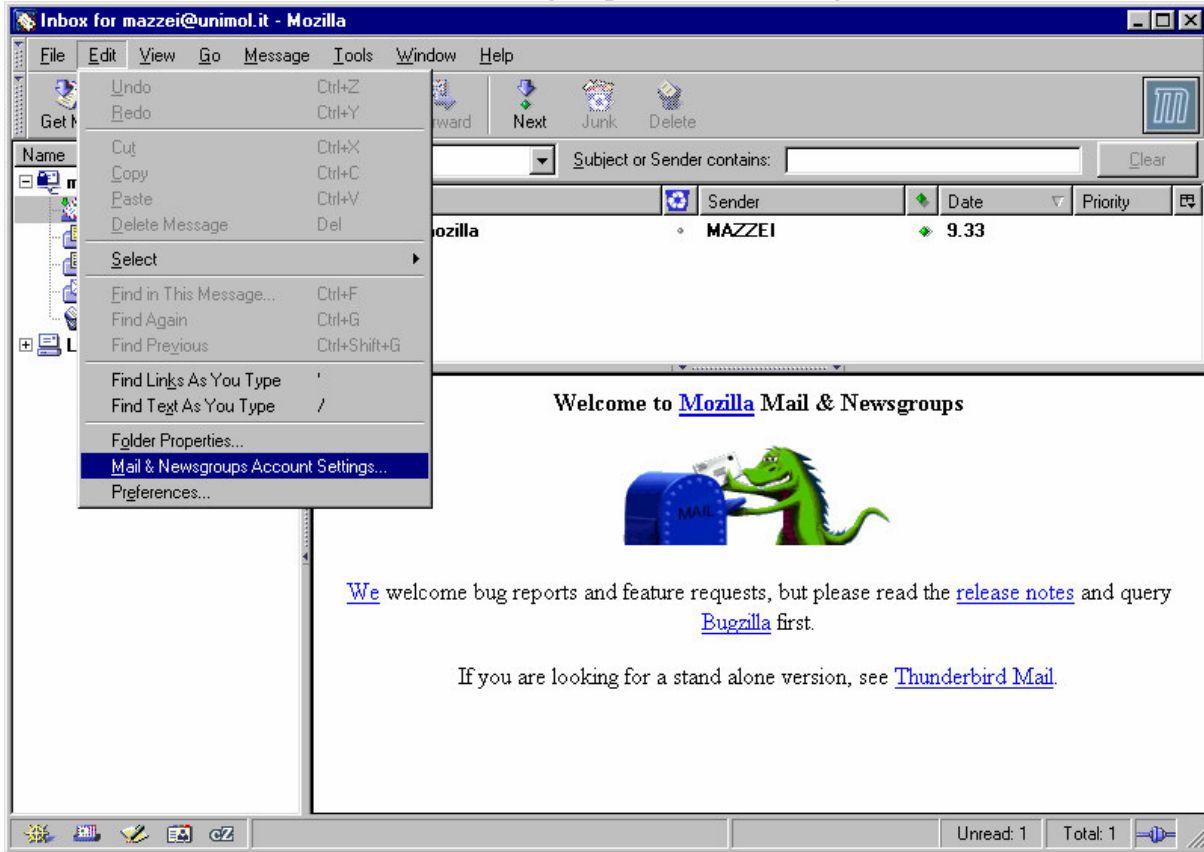 Inbox for mazzei@unimol.it - Mozilla
File Edit View Go Message Tools Window Help
Get Next Junk Delete
Name Subject or Sender contains: Clear
Sender Date Priority
MAZZEI 9.33
Undo Ctrl+Z
Redo Ctrl+Y
Cut Ctrl+X
Copy Ctrl+C
Paste Ctrl+V
Delete Message Del
Select
Find in This Message... Ctrl+F
Find Again Ctrl+G
Find Previous Ctrl+Shift+G
Find Links As You Type '
Find Text As You Type /
Folder Properties...
Mail & Newsgroups Account Settings...
Preferences...
Welcome to Mozilla Mail & Newsgroups
MAIL
We welcome bug reports and feature requests, but please read the release notes and query
Bugzilla first.
If you are looking for a stand alone version, see Thunderbird Mail.
Unread: 1 Total: 1